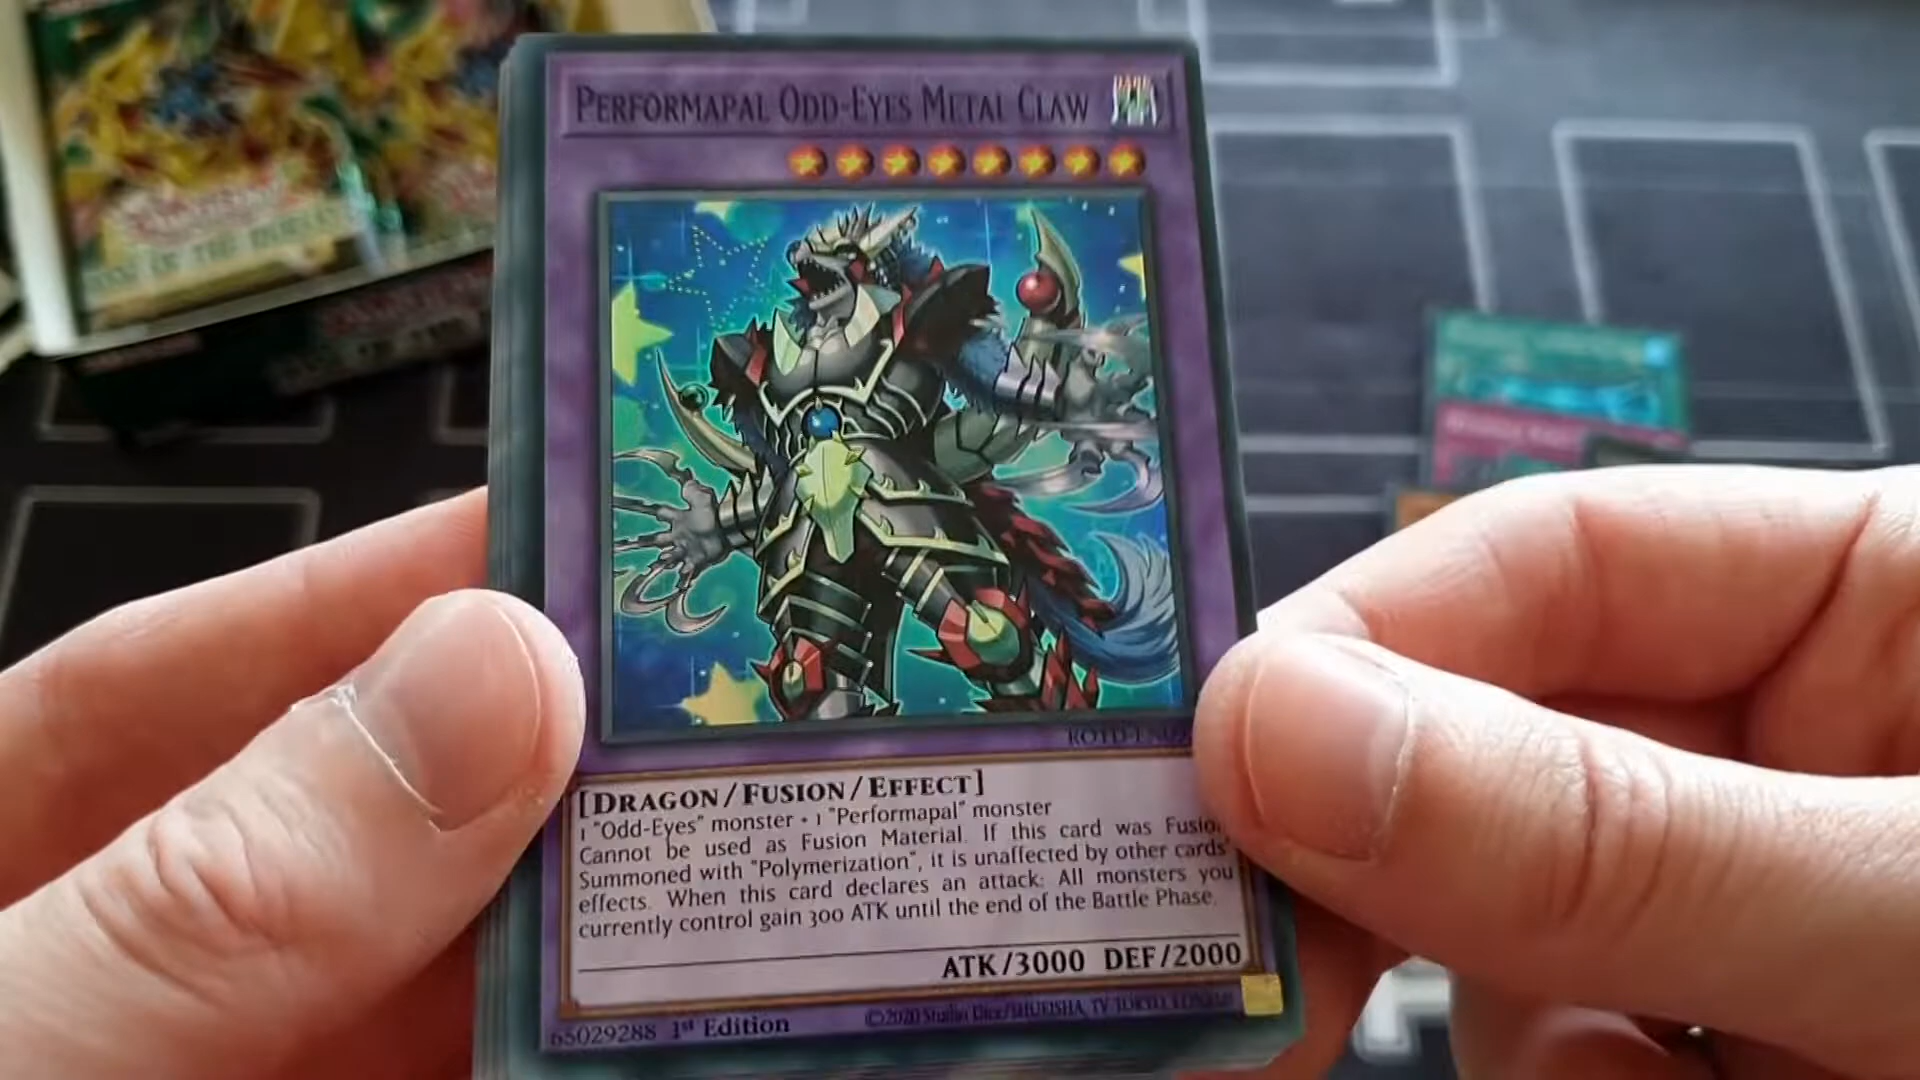 PERFORMAPAL ODD-EYES METAL CLAW
[DRAGON/FUSION/EFFECT]
1 "Odd-Eyes" monster + 1 "Performapal" monster
Cannot be used as Fusion Material. If this card was Fusion
Summoned with "Polymerization", it is unaffected by other cards'
effects. When this card declares an attack: All monsters you
currently control gain 300 ATK until the end of the Battle Phase.
ATK/3000 DEF/2000
65029288 1st Edition
©2020 Studio Dice/SHUEISHA, TV TOKYO, KONAMI